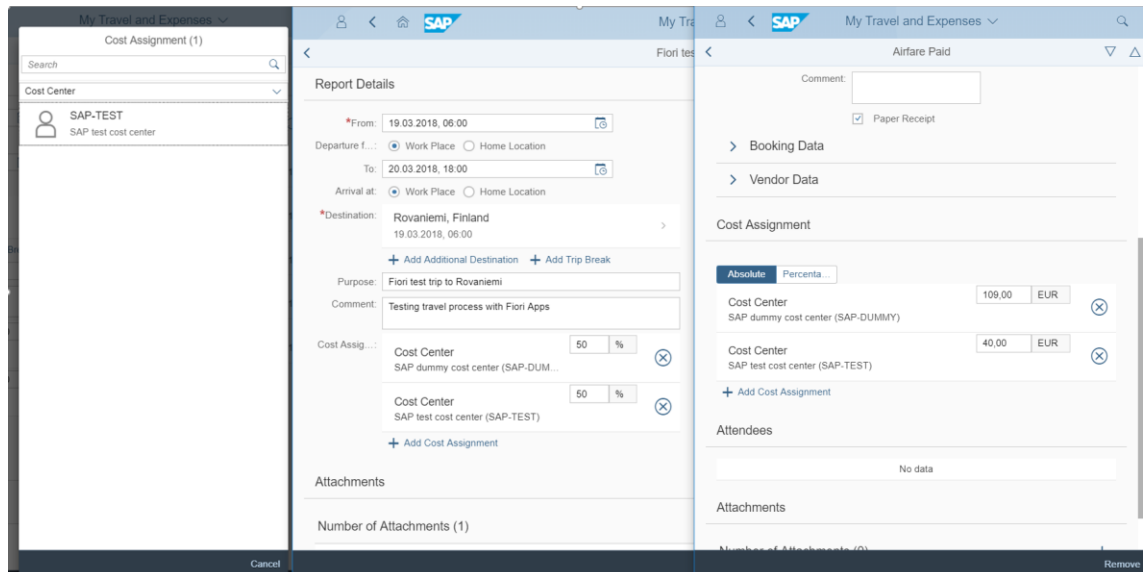 My Travel and Expenses
Cost Assignment (1)
Search
Cost Center
SAP-TEST
SAP test cost center
Cancel
SAP
My Tra
Fiori tes
Report Details
*From: 19.03.2018, 06:00
Departure f...: Work Place Home Location
To: 20.03.2018, 18:00
Arrival at: Work Place Home Location
*Destination: Rovaniemi, Finland
19.03.2018, 06:00
+ Add Additional Destination + Add Trip Break
Purpose: Fiori test trip to Rovaniemi
Comment: Testing travel process with Fiori Apps
Cost Assig...: Cost Center 50 %
SAP dummy cost center (SAP-DUM...
Cost Center 50 %
SAP test cost center (SAP-TEST)
+ Add Cost Assignment
Attachments
Number of Attachments (1)
SAP My Travel and Expenses
Airfare Paid
Comment:
Paper Receipt
Booking Data
Vendor Data
Cost Assignment
Absolute Percenta...
Cost Center 109,00 EUR
SAP dummy cost center (SAP-DUMMY)
Cost Center 40,00 EUR
SAP test cost center (SAP-TEST)
+ Add Cost Assignment
Attendees
No data
Attachments
Number of Attachments (0)
Remove